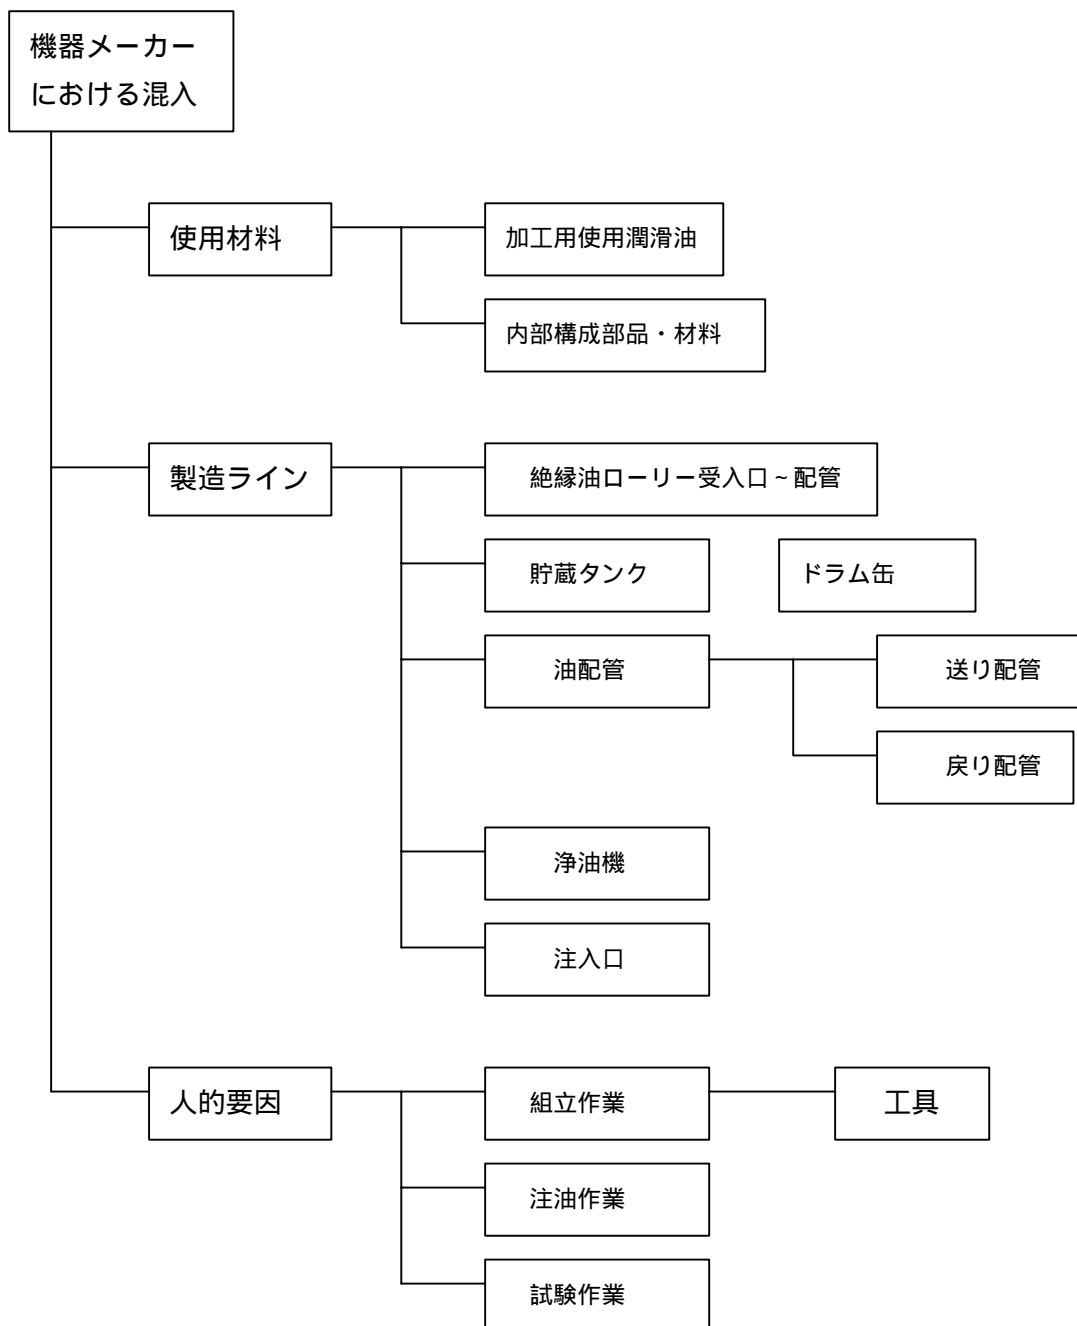 機器メーカー
における混入
使用材料
加工用使用潤滑油
内部構成部品・材料
製造ライン
絶縁油ローリー受入口~配管
貯蔵タンク
ドラム缶
油配管
送り配管
戻り配管
浄油機
注入口
人的要因
組立作業
工具
注油作業
試験作業